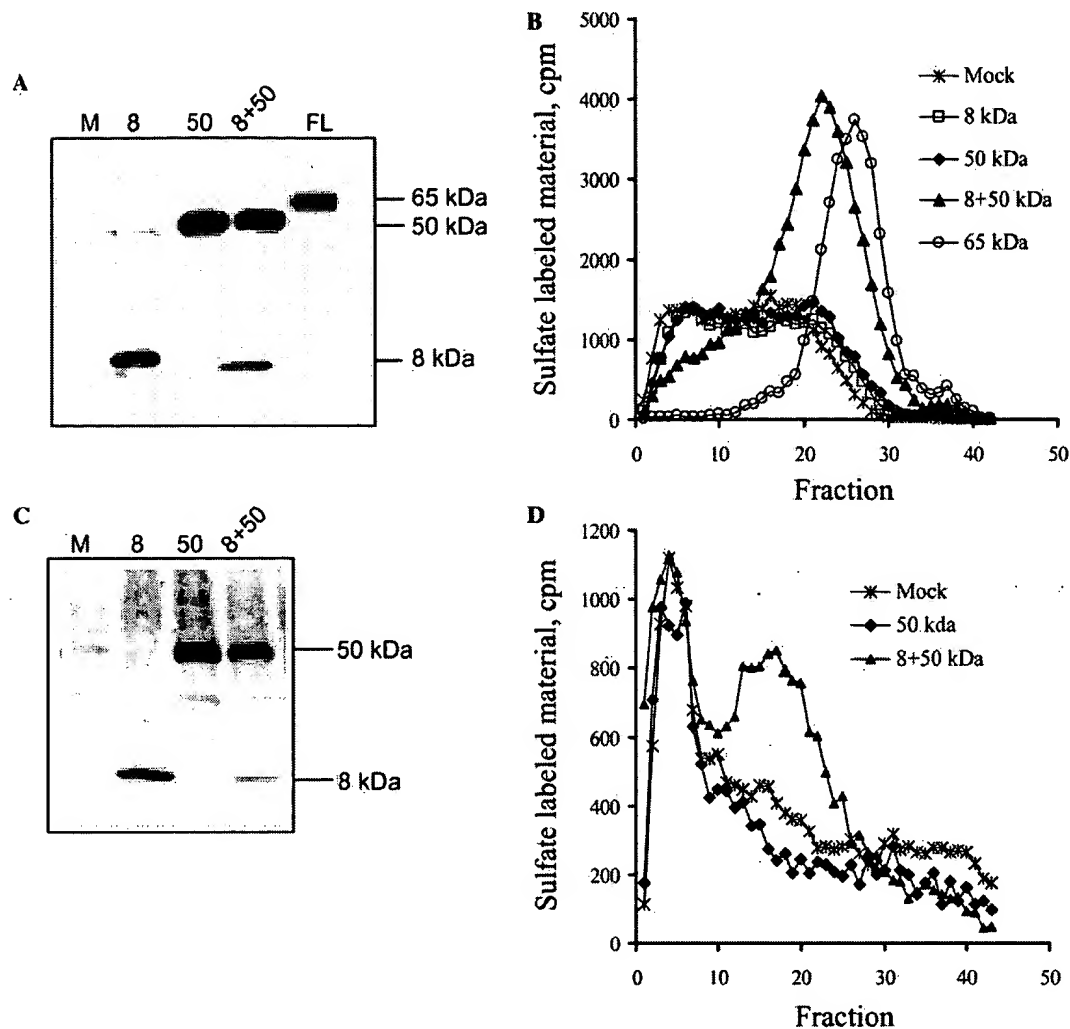 A
M 8 50 8+50 FL
65 kDa
50 kDa
8 kDa
B
Sulfate labeled material, cpm
5000
4000
3000
2000
1000
0
0 10 20 30 40 50
Fraction
Mock
8 kDa
50 kDa
8+50 kDa
65 kDa
C
M 8 50 8+50
50 kDa
8 kDa
D
Sulfate labeled material, cpm
1200
1000
800
600
400
200
0
0 10 20 30 40 50
Fraction
Mock
50 kda
8+50 kDa